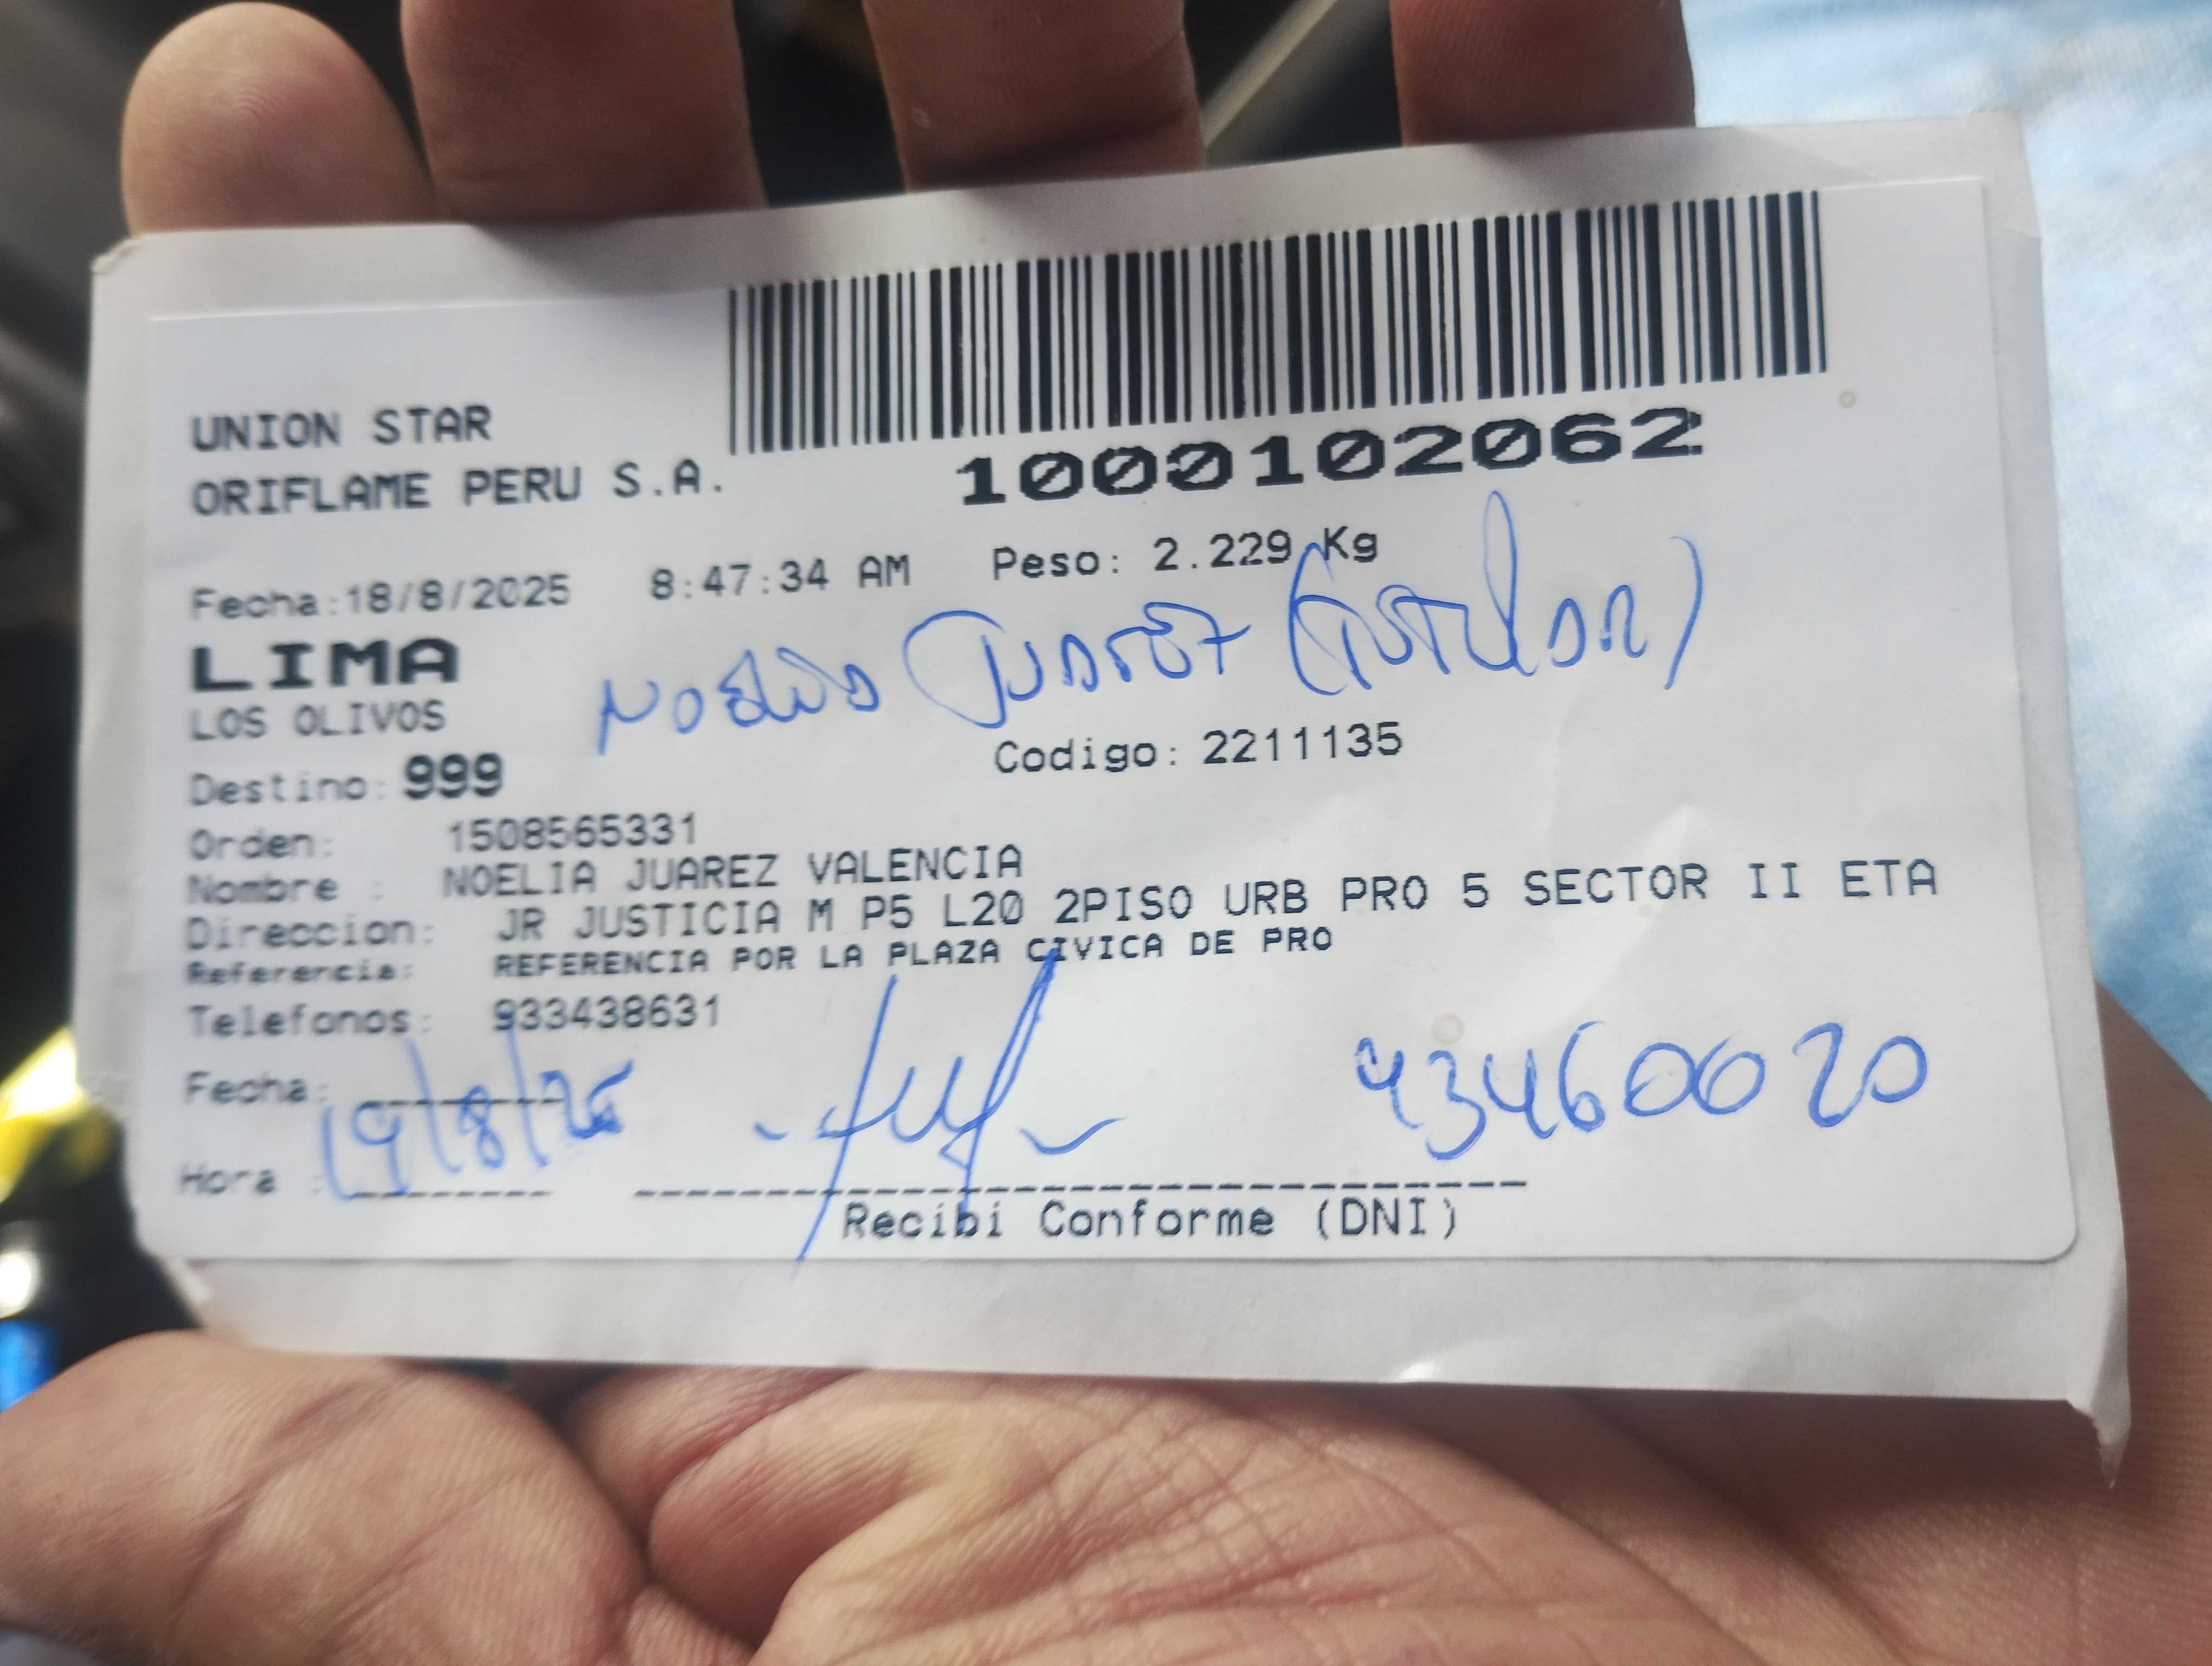 UNION STAR
ORIFLAME PERU S.A.
1000102062
Fecha:18/8/2025 8:47:34 AM Peso: 2.229 Kg
LIMA
LOS OLIVOS
NOELIA JUAREZ (TITULAR)
Destino: 999 Codigo: 2211135
Orden: 1508565331
Nombre : NOELIA JUAREZ VALENCIA
Direccion: JR JUSTICIA M P5 L20 2PISO URB PRO 5 SECTOR II ETA
Referencia: REFERENCIA POR LA PLAZA CIVICA DE PRO
Telefonos: 933438631
Fecha: 19/8/25
43460020
Hora :
Recibi Conforme (DNI)